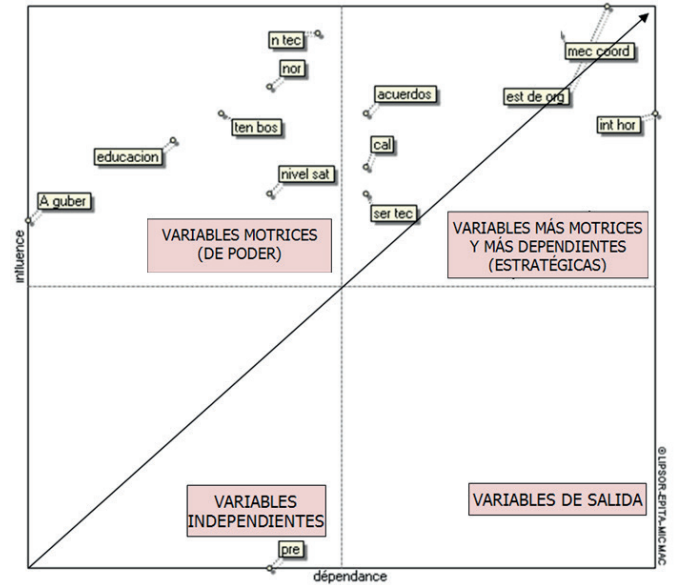 n tec
mec coord
nor
acuerdos
est de org
int hor
ten bos
cal
educacion
nivel sat
A guber
ser tec
VARIABLES MOTRICES
(DE PODER)
VARIABLES MÁS MOTRICES
Y MÁS DEPENDIENTES
(ESTRATÉGICAS)
influence
VARIABLES
INDEPENDIENTES
VARIABLES DE SALIDA
pre
dépendance
© LIPSOR-EPITA-MICMAC